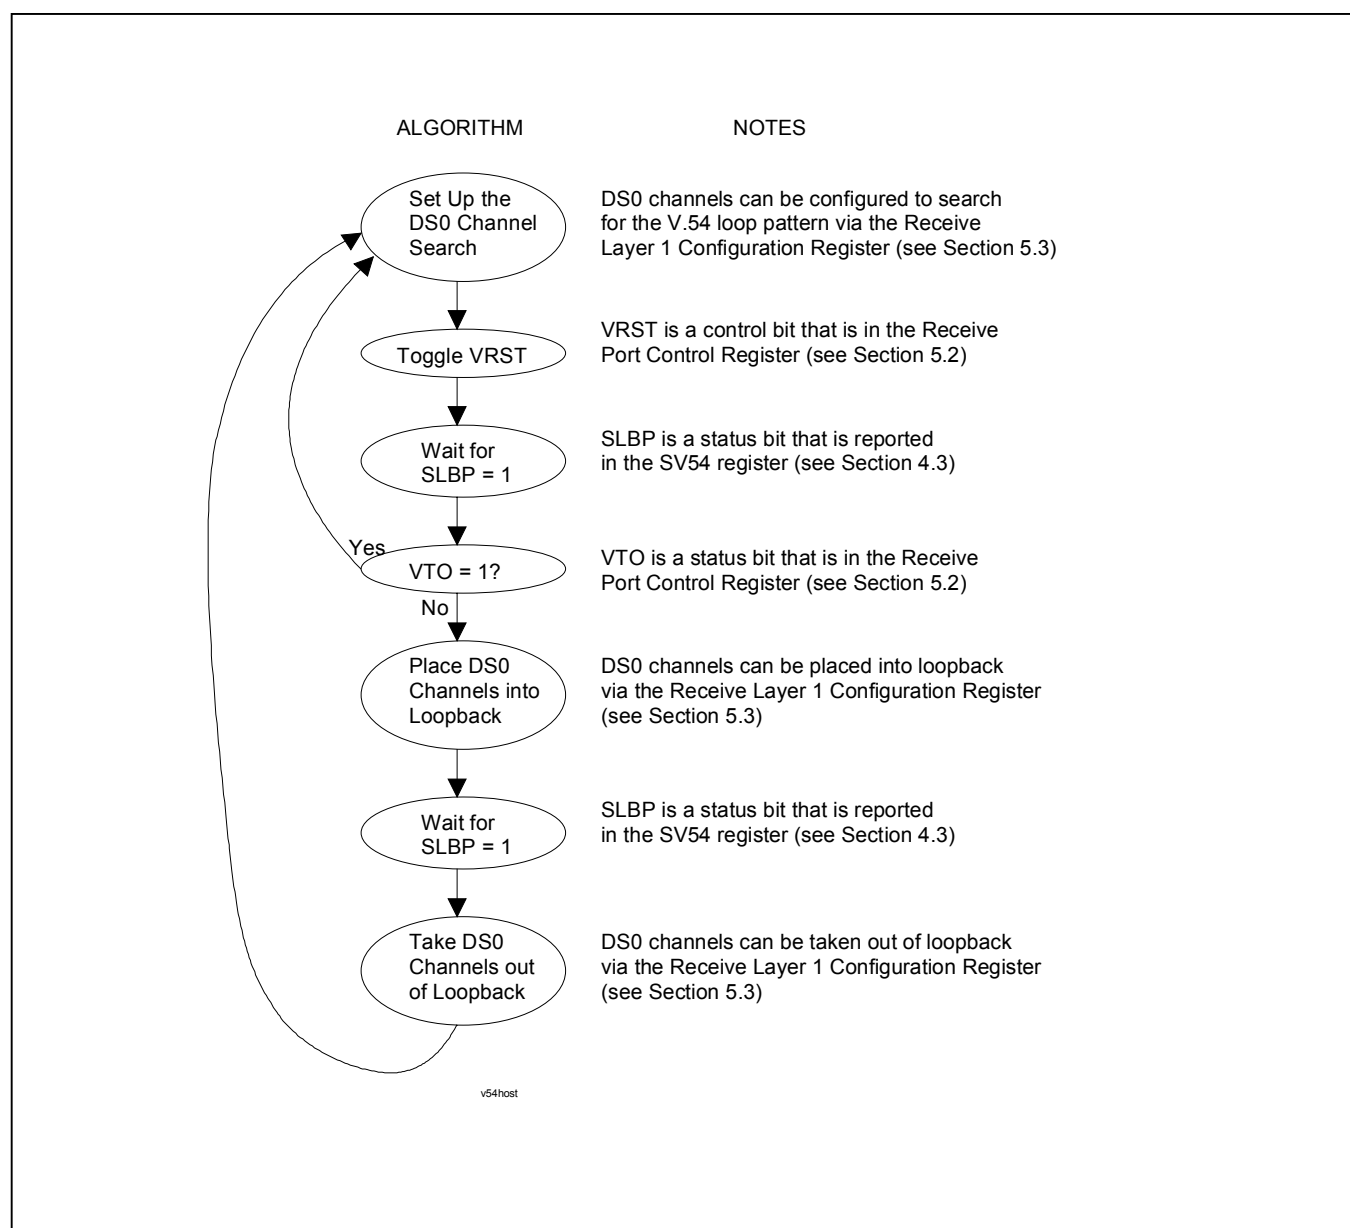 ALGORITHM
NOTES
Set Up the
DS0 Channel
Search
DS0 channels can be configured to search
for the V.54 loop pattern via the Receive
Layer 1 Configuration Register (see Section 5.3)
Toggle VRST
VRST is a control bit that is in the Receive
Port Control Register (see Section 5.2)
Wait for
SLBP = 1
SLBP is a status bit that is reported
in the SV54 register (see Section 4.3)
Yes
VTO = 1?
No
VTO is a status bit that is in the Receive
Port Control Register (see Section 5.2)
Place DS0
Channels into
Loopback
DS0 channels can be placed into loopback
via the Receive Layer 1 Configuration Register
(see Section 5.3)
Wait for
SLBP = 1
SLBP is a status bit that is reported
in the SV54 register (see Section 4.3)
Take DS0
Channels out
of Loopback
DS0 channels can be taken out of loopback
via the Receive Layer 1 Configuration Register
(see Section 5.3)
v54host